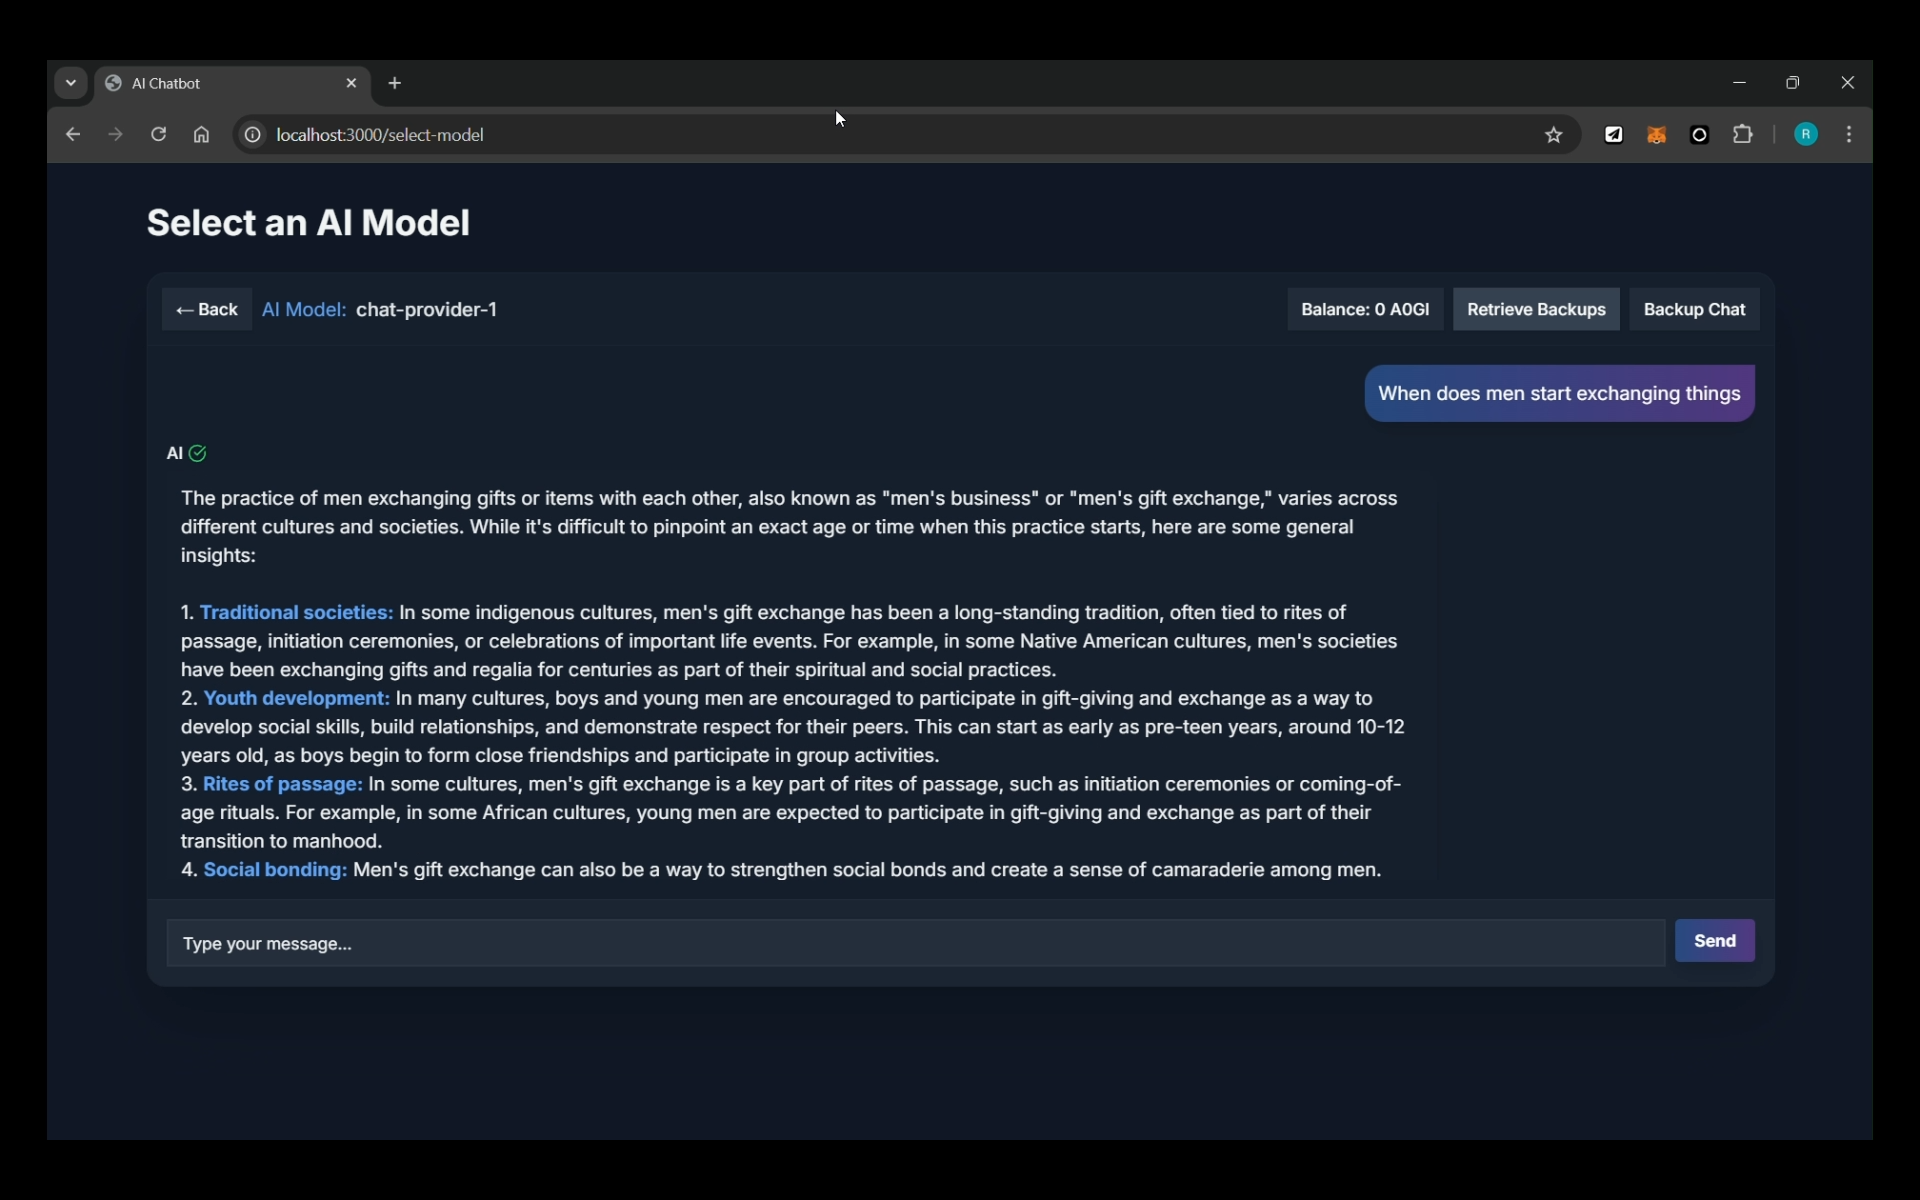 AI Chatbot
localhost:3000/select-model
R
Select an AI Model
← Back
AI Model: chat-provider-1
Balance: 0 A0GI
Retrieve Backups
Backup Chat
When does men start exchanging things
AI
The practice of men exchanging gifts or items with each other, also known as "men's business" or "men's gift exchange," varies across
different cultures and societies. While it's difficult to pinpoint an exact age or time when this practice starts, here are some general
insights:
1. Traditional societies: In some indigenous cultures, men's gift exchange has been a long-standing tradition, often tied to rites of
passage, initiation ceremonies, or celebrations of important life events. For example, in some Native American cultures, men's societies
have been exchanging gifts and regalia for centuries as part of their spiritual and social practices.
2. Youth development: In many cultures, boys and young men are encouraged to participate in gift-giving and exchange as a way to
develop social skills, build relationships, and demonstrate respect for their peers. This can start as early as pre-teen years, around 10-12
years old, as boys begin to form close friendships and participate in group activities.
3. Rites of passage: In some cultures, men's gift exchange is a key part of rites of passage, such as initiation ceremonies or coming-of-
age rituals. For example, in some African cultures, young men are expected to participate in gift-giving and exchange as part of their
transition to manhood.
4. Social bonding: Men's gift exchange can also be a way to strengthen social bonds and create a sense of camaraderie among men.
Type your message...
Send